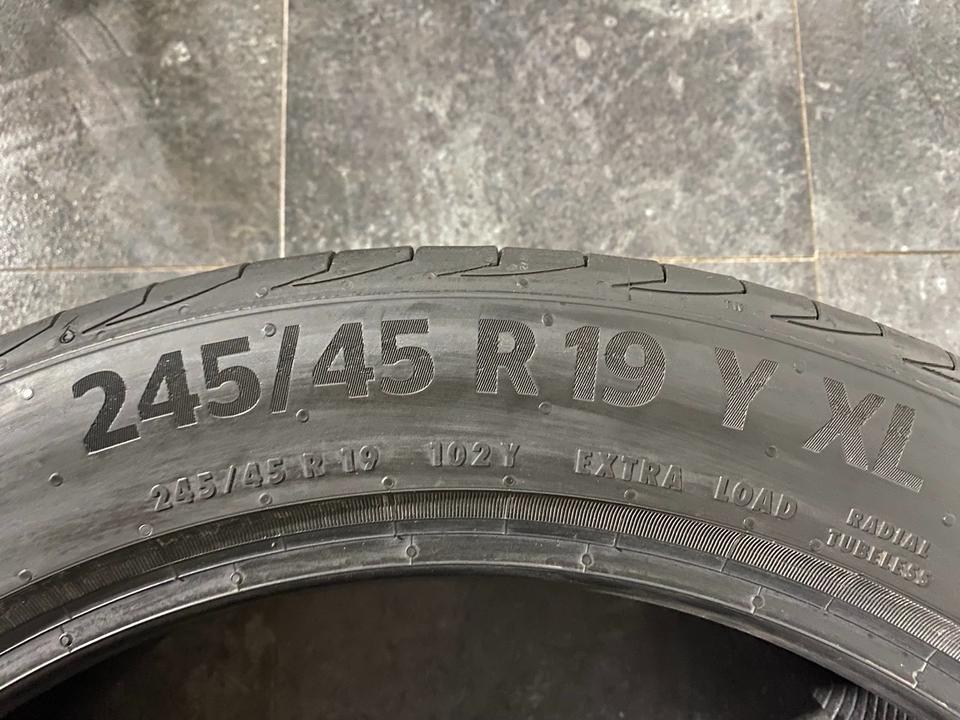 245/45 R 19 Y XL
245/45 R 19 102 Y EXTRA LOAD
RADIAL
TUBELESS